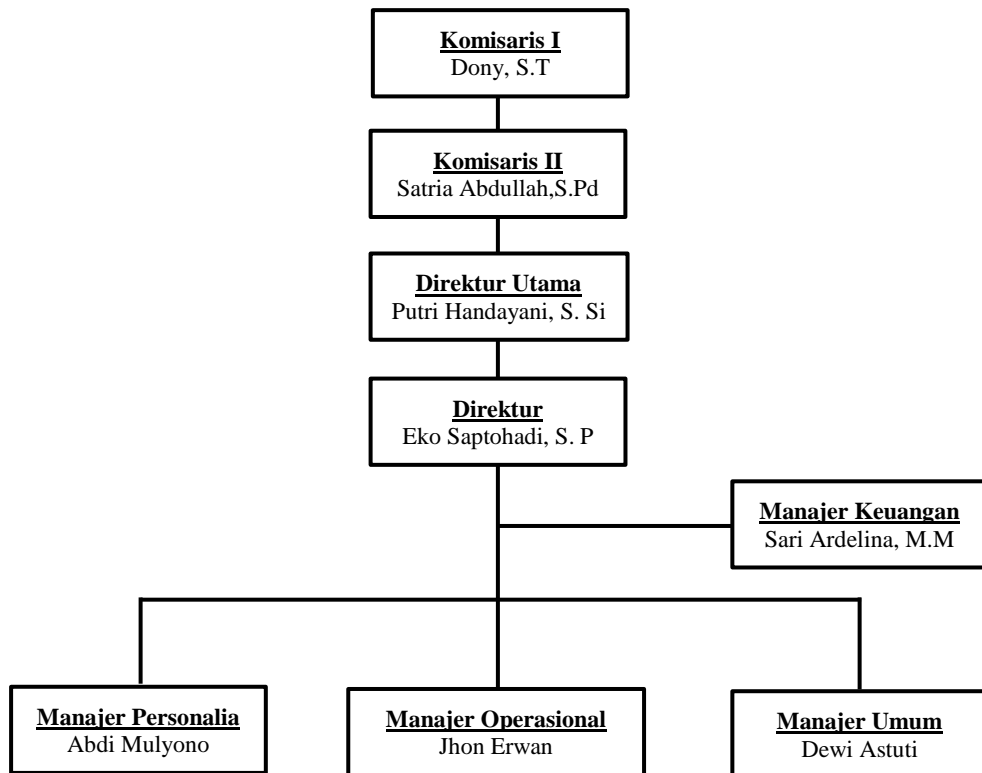 Komisaris I
Dony, S.T
Komisaris II
Satria Abdullah,S.Pd
Direktur Utama
Putri Handayani, S. Si
Direktur
Eko Saptohadi, S. P
Manajer Keuangan
Sari Ardelina, M.M
Manajer Personalia
Abdi Mulyono
Manajer Operasional
Jhon Erwan
Manajer Umum
Dewi Astuti